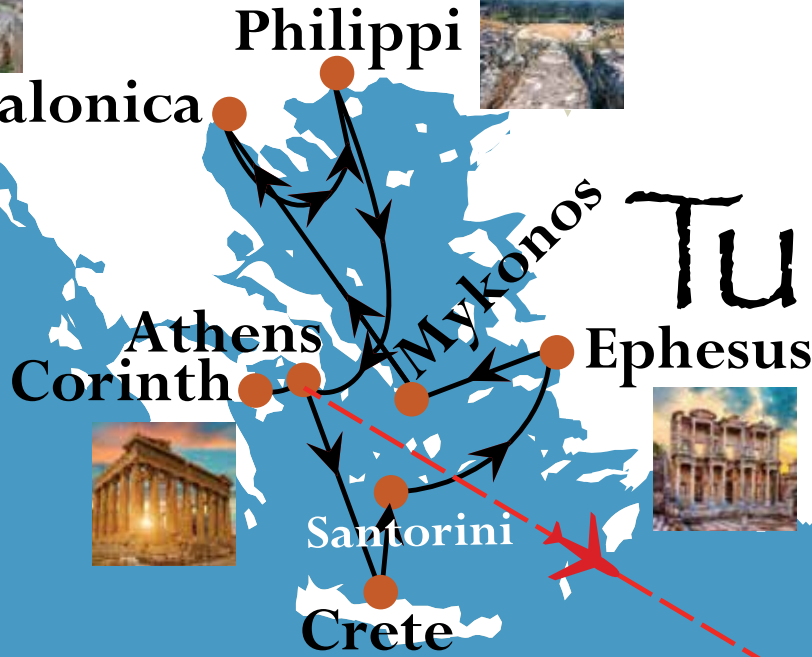 Philippi
alonica
Mykonos
Tu
Athens
Ephesus
Corinth
Santorini
Crete